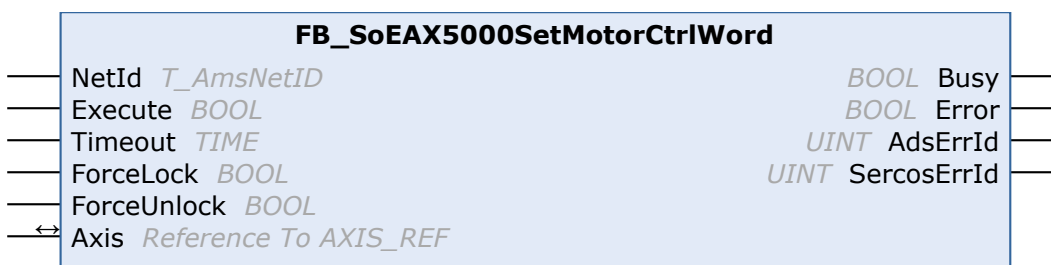 FB_SoEAX5000SetMotorCtrlWord
NetId T_AmsNetID BOOL Busy
Execute BOOL BOOL Error
Timeout TIME UINT AdsErrId
ForceLock BOOL UINT SercosErrId
ForceUnlock BOOL
↔ Axis Reference To AXIS_REF